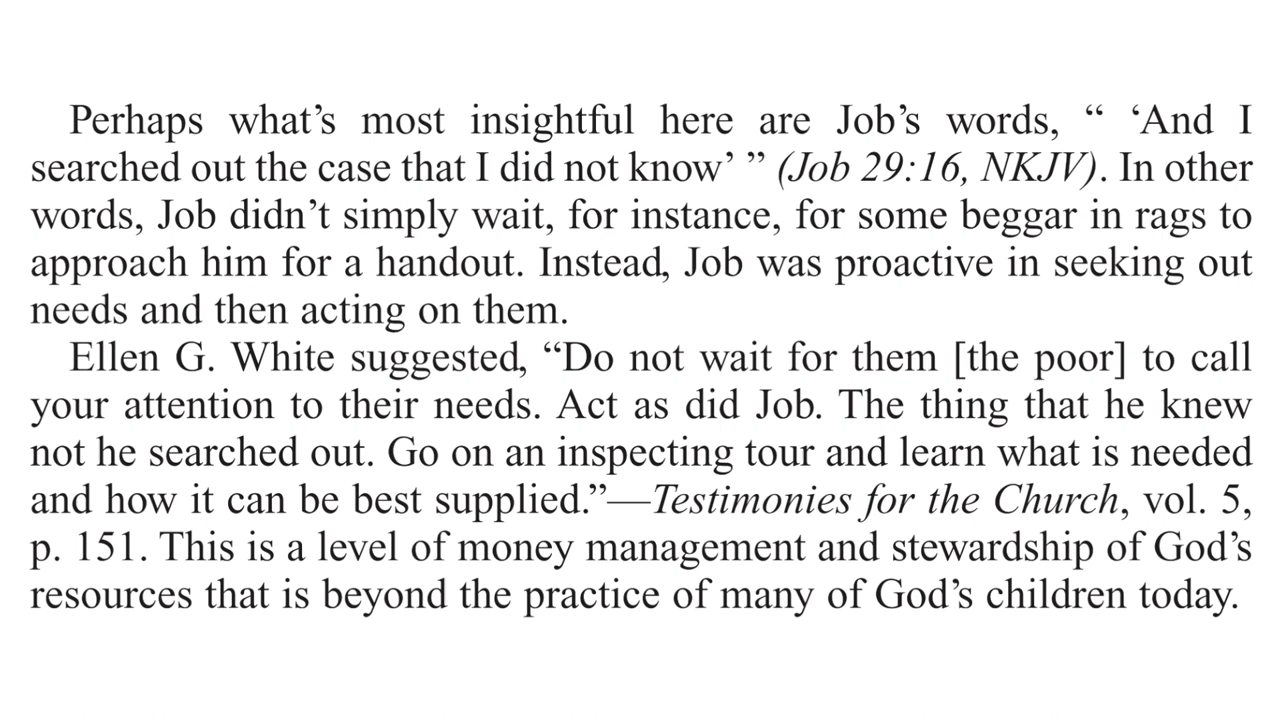 Perhaps what’s most insightful here are Job’s words, “ ‘And I
searched out the case that I did not know’ ” (Job 29:16, NKJV). In other
words, Job didn’t simply wait, for instance, for some beggar in rags to
approach him for a handout. Instead, Job was proactive in seeking out
needs and then acting on them.
Ellen G. White suggested, “Do not wait for them [the poor] to call
your attention to their needs. Act as did Job. The thing that he knew
not he searched out. Go on an inspecting tour and learn what is needed
and how it can be best supplied.”—Testimonies for the Church, vol. 5,
p. 151. This is a level of money management and stewardship of God’s
resources that is beyond the practice of many of God’s children today.